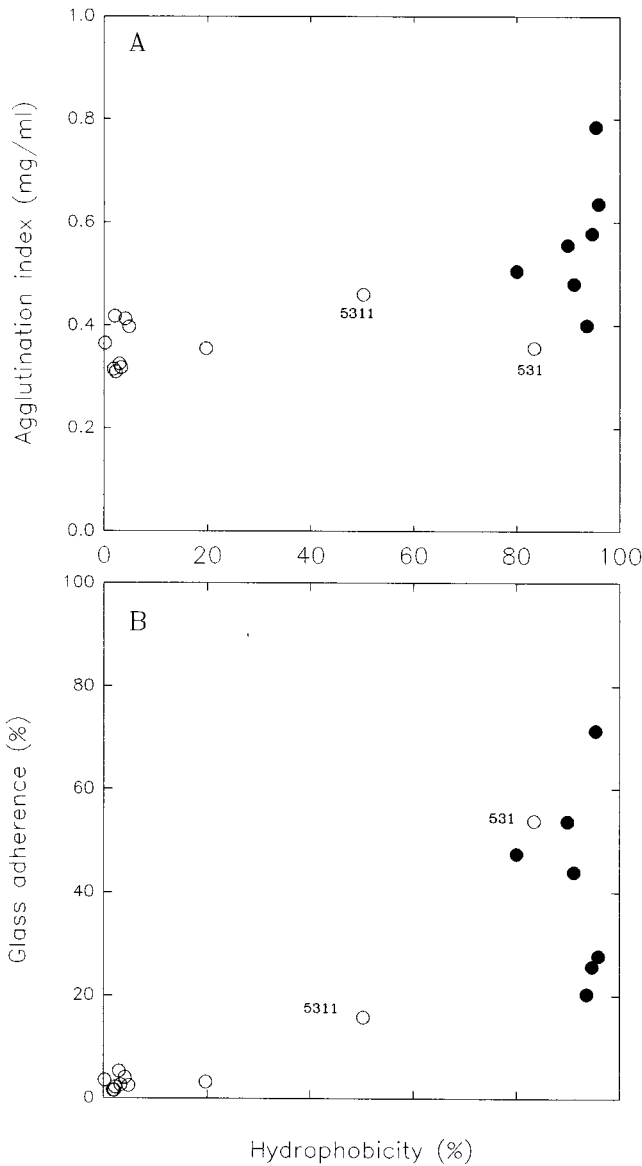 A
Agglutination index (mg/ml)
1.0
0.8
0.6
0.4
0.2
0.0
5311
531
0 20 40 60 80 100
B
Glass adherence (%)
100
80
60
40
20
0
531
5311
Hydrophobicity (%)